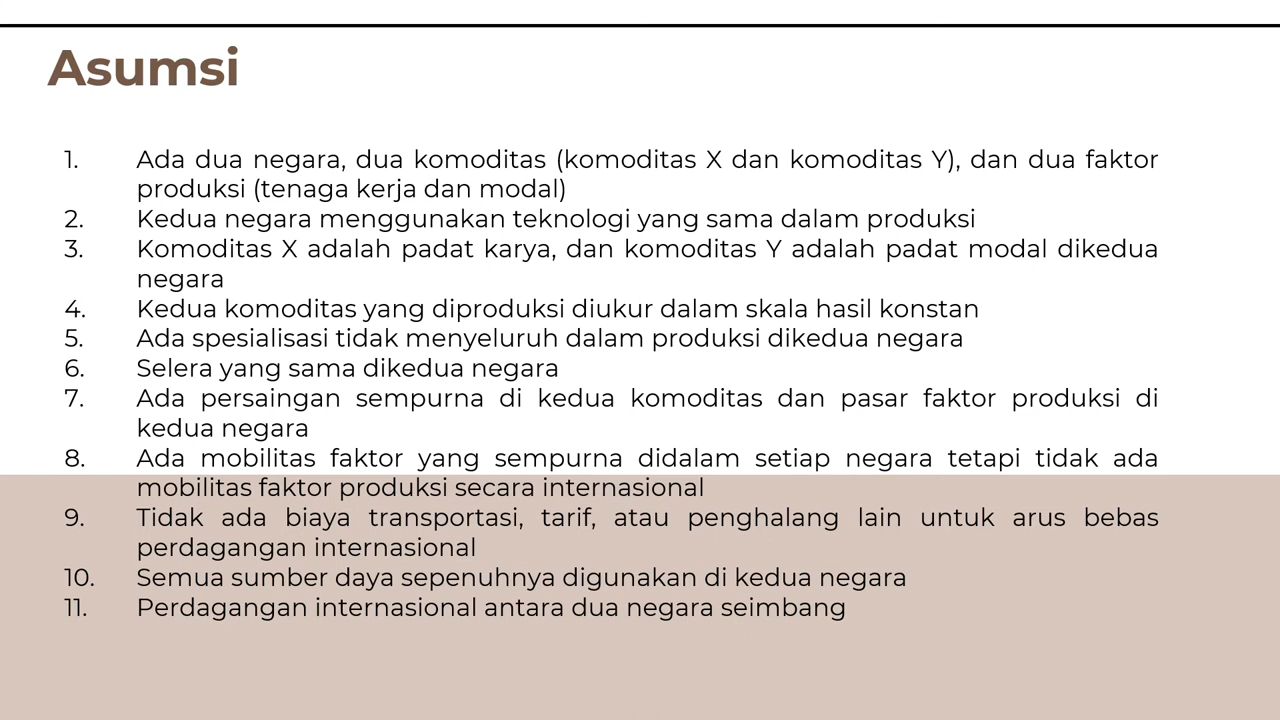 Asumsi
1. Ada dua negara, dua komoditas (komoditas X dan komoditas Y), dan dua faktor
produksi (tenaga kerja dan modal)
2. Kedua negara menggunakan teknologi yang sama dalam produksi
3. Komoditas X adalah padat karya, dan komoditas Y adalah padat modal dikedua
negara
4. Kedua komoditas yang diproduksi diukur dalam skala hasil konstan
5. Ada spesialisasi tidak menyeluruh dalam produksi dikedua negara
6. Selera yang sama dikedua negara
7. Ada persaingan sempurna di kedua komoditas dan pasar faktor produksi di
kedua negara
8. Ada mobilitas faktor yang sempurna didalam setiap negara tetapi tidak ada
mobilitas faktor produksi secara internasional
9. Tidak ada biaya transportasi, tarif, atau penghalang lain untuk arus bebas
perdagangan internasional
10. Semua sumber daya sepenuhnya digunakan di kedua negara
11. Perdagangan internasional antara dua negara seimbang